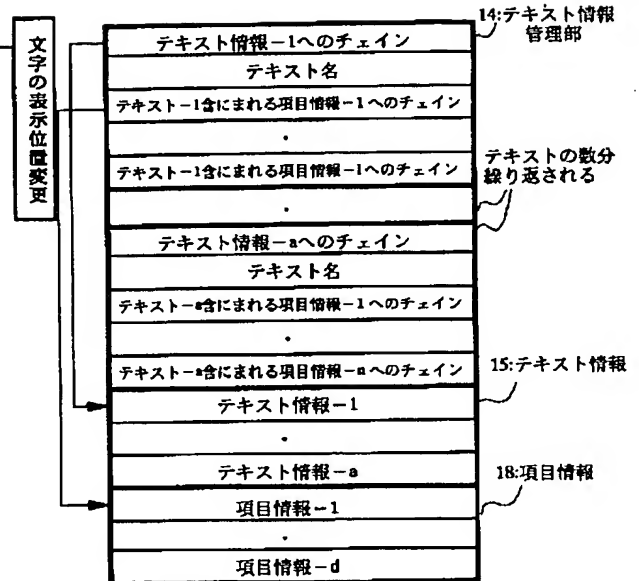 文字の表示位置変更
テキスト情報-1へのチェイン
テキスト名
テキスト-1含にまれる項目情報-1へのチェイン
・
テキスト-1含にまれる項目情報-1へのチェイン
・
テキスト情報-aへのチェイン
テキスト名
テキスト-a含にまれる項目情報-1へのチェイン
・
テキスト-a含にまれる項目情報-nへのチェイン
テキスト情報-1
・
テキスト情報-a
項目情報-1
・
項目情報-d
14:テキスト情報
管理部
テキストの数分
繰り返される
15:テキスト情報
18:項目情報